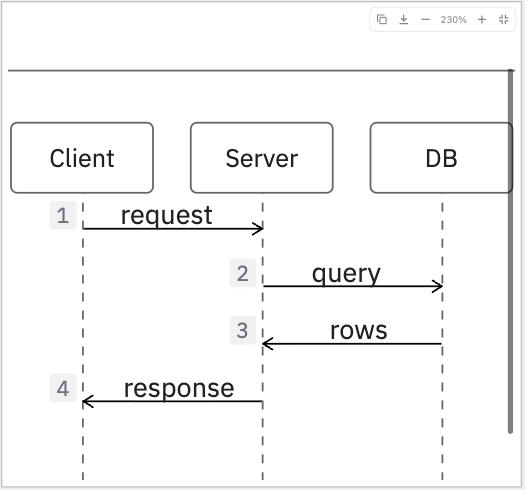 230%
Client Server DB
1 request
2 query
3 rows
4 response